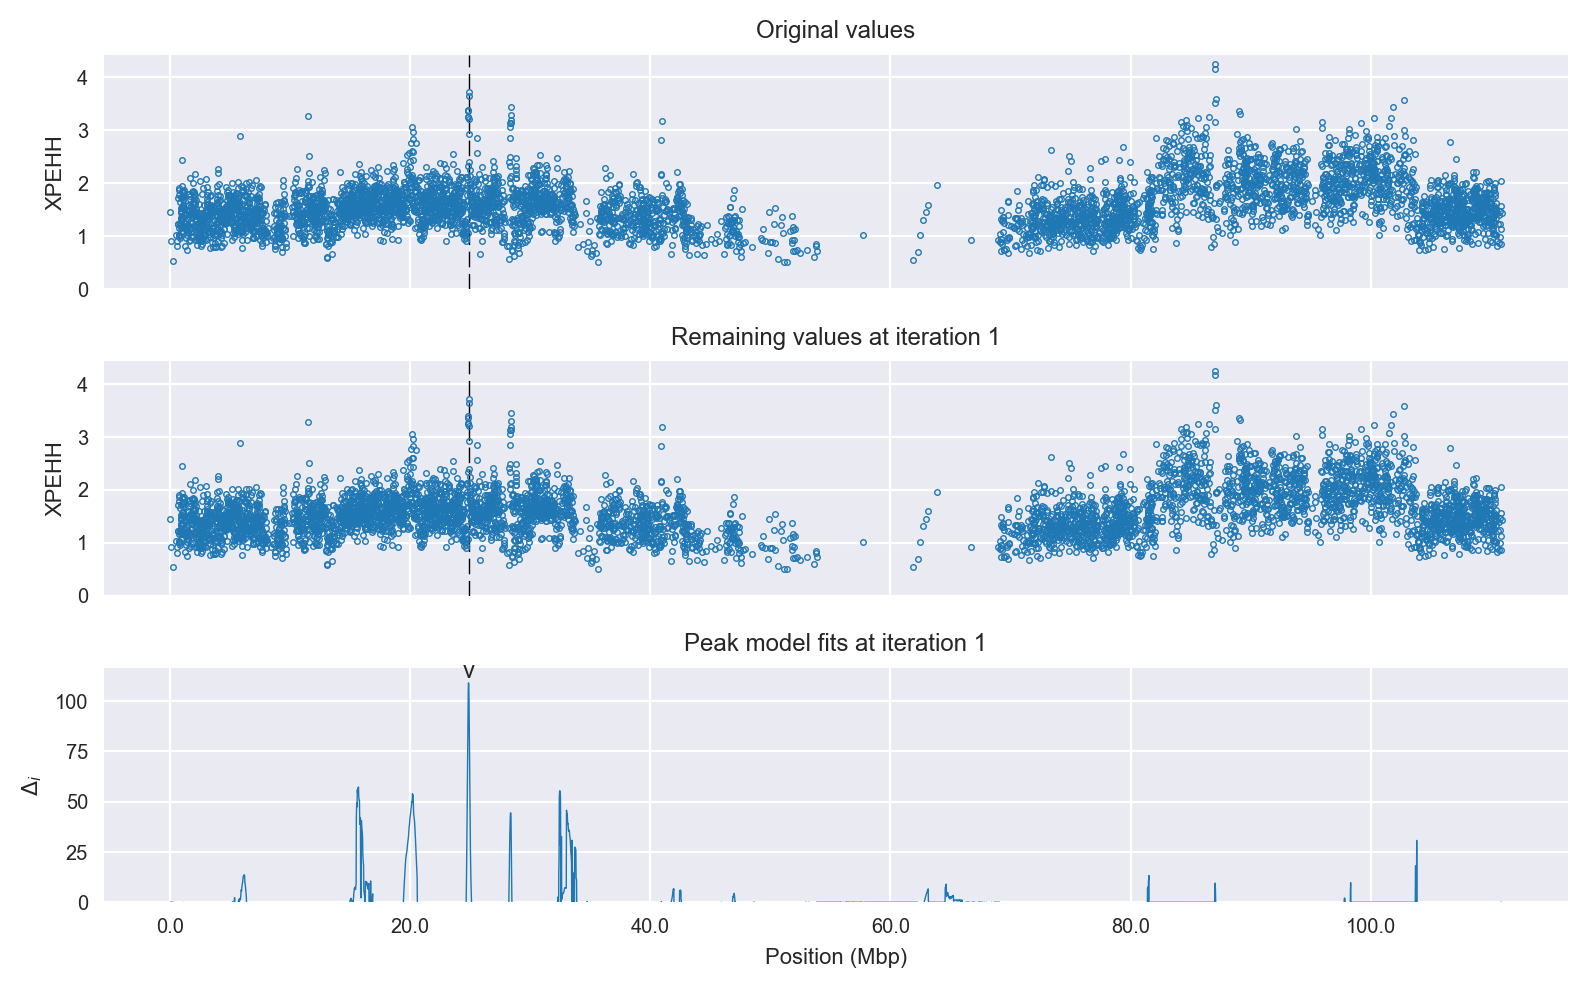 Original values
4
3
2
1
0
XPEHH
Remaining values at iteration 1
4
3
2
1
0
XPEHH
Peak model fits at iteration 1
v
100
75
50
25
0
Δi
0.0 20.0 40.0 60.0 80.0 100.0
Position (Mbp)